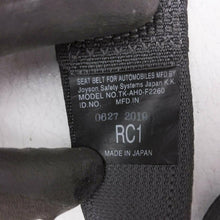 SEAT BELT FOR AUTOMOBILES MFD BY
Joyson Safety Systems Japan K.K.
MODEL NO. TK-AH0-F2260
ID.NO. MFD IN
0627 2019
RC1
MADE IN JAPAN